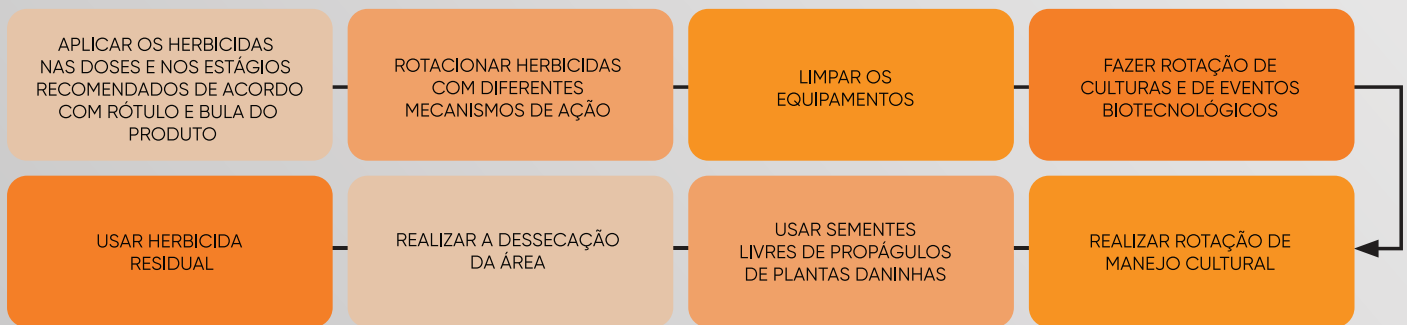 APLICAR OS HERBICIDAS
NAS DOSES E NOS ESTÁGIOS
RECOMENDADOS DE ACORDO
COM RÓTULO E BULA DO
PRODUTO
ROTACIONAR HERBICIDAS
COM DIFERENTES
MECANISMOS DE AÇÃO
LIMPAR OS
EQUIPAMENTOS
FAZER ROTAÇÃO DE
CULTURAS E DE EVENTOS
BIOTECNOLÓGICOS
REALIZAR ROTAÇÃO DE
MANEJO CULTURAL
USAR SEMENTES
LIVRES DE PROPÁGULOS
DE PLANTAS DANINHAS
REALIZAR A DESSECAÇÃO
DA ÁREA
USAR HERBICIDA
RESIDUAL